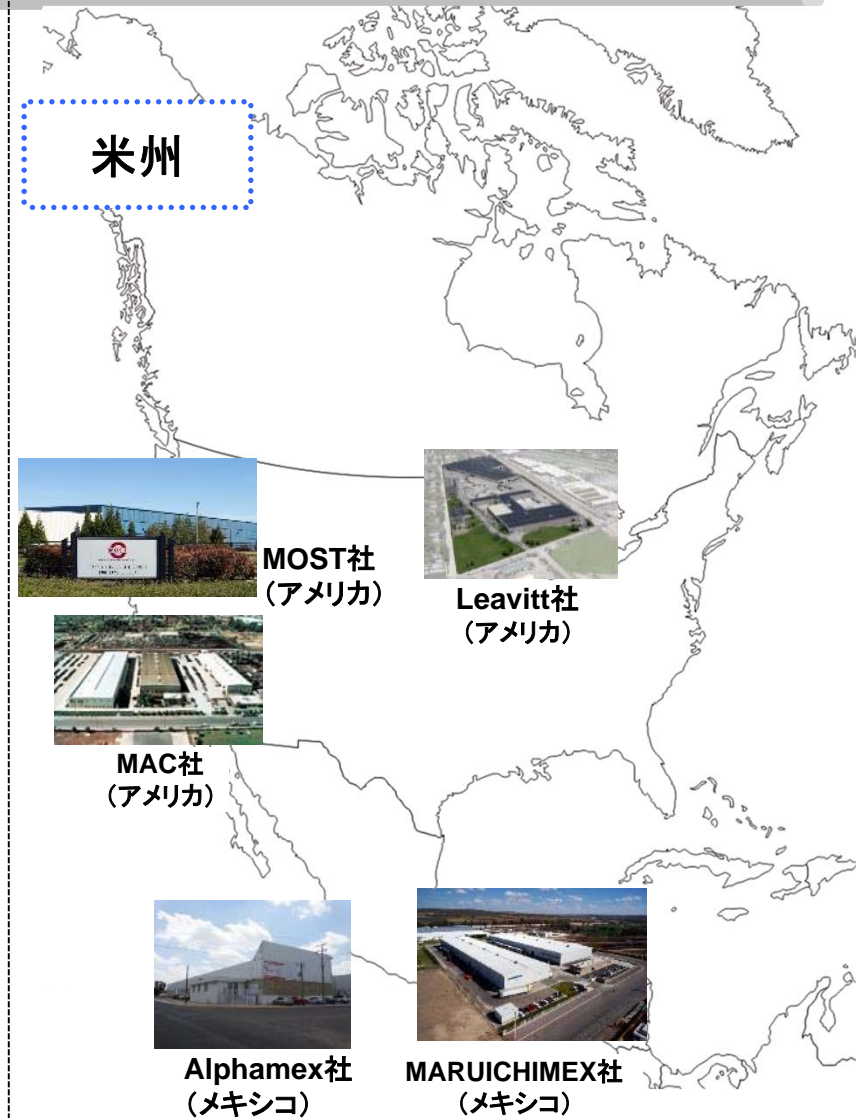 米州
MOST
MOST社
（アメリカ）
Leavitt社
（アメリカ）
MAC社
（アメリカ）
Alphamex社
（メキシコ）
MARUICHIMEX社
（メキシコ）